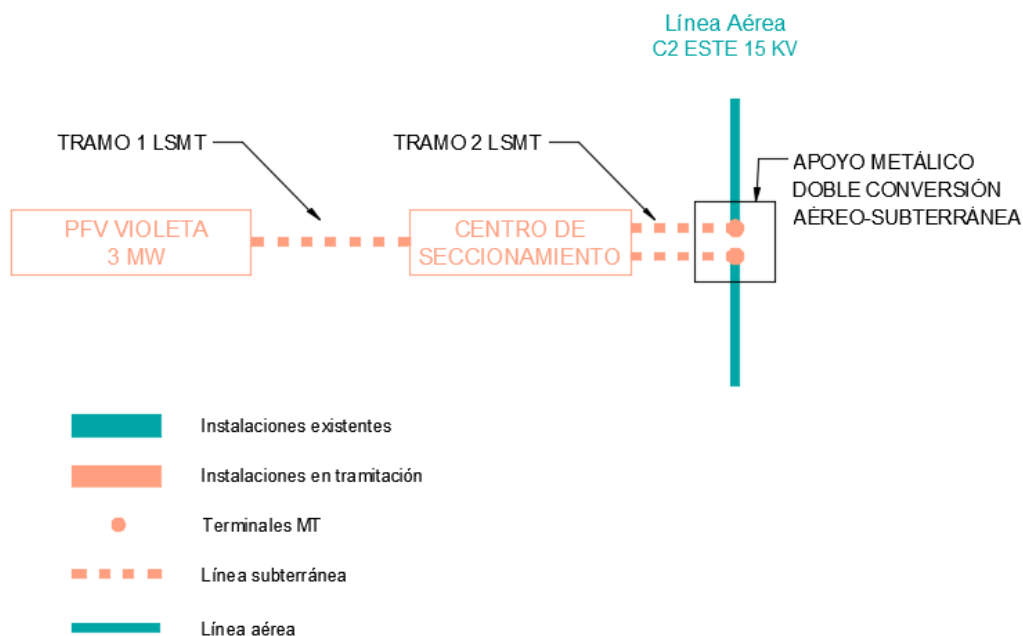 Línea Aérea
C2 ESTE 15 KV
TRAMO 1 LSMT
TRAMO 2 LSMT
APOYO METÁLICO
DOBLE CONVERSIÓN
AÉREO-SUBTERRÁNEA
PFV VIOLETA
3 MW
CENTRO DE
SECCIONAMIENTO
Instalaciones existentes
Instalaciones en tramitación
Terminales MT
Línea subterránea
Línea aérea